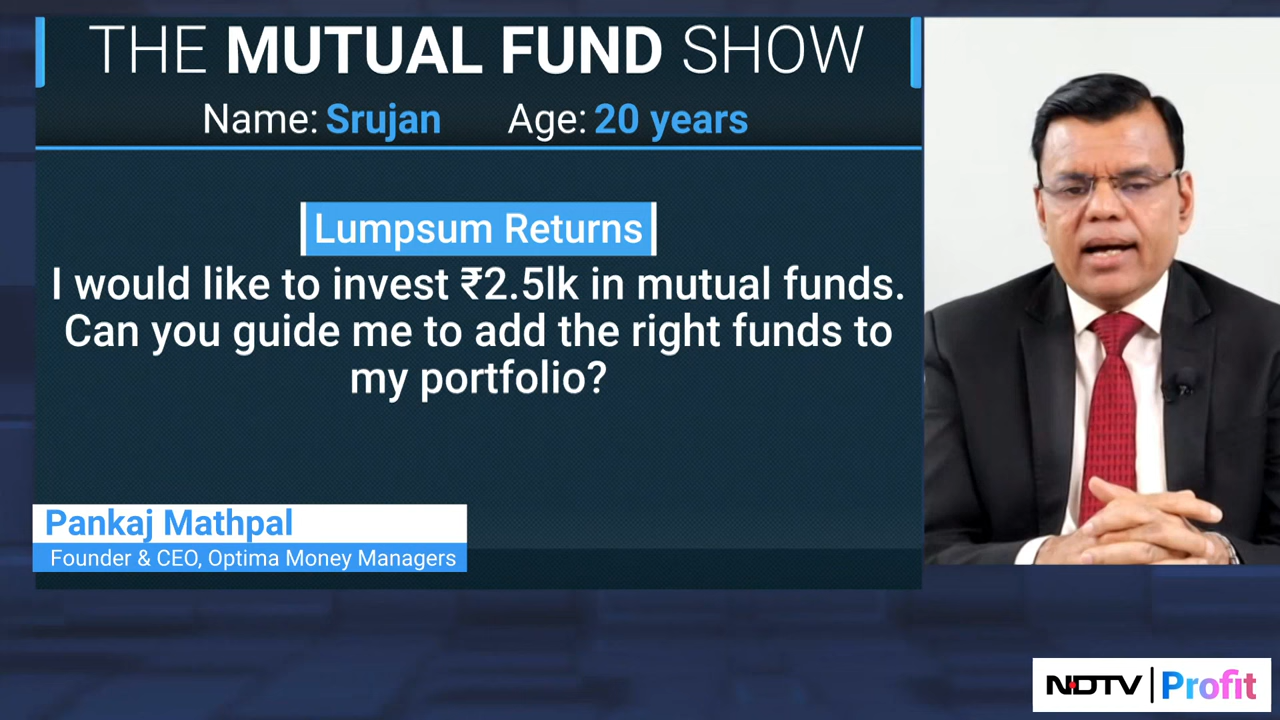 THE MUTUAL FUND SHOW
Name: Srujan Age: 20 years
Lumpsum Returns
I would like to invest ₹2.5lk in mutual funds.
Can you guide me to add the right funds to
my portfolio?
Pankaj Mathpal
Founder & CEO, Optima Money Managers
NDTV Profit